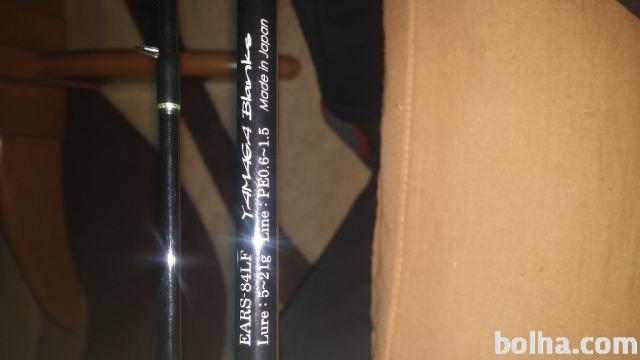 EARS-84LF YAMAGA Blanks
Lure : 5~21g Line : PE0.6~1.5 Made in Japan
bolha.com